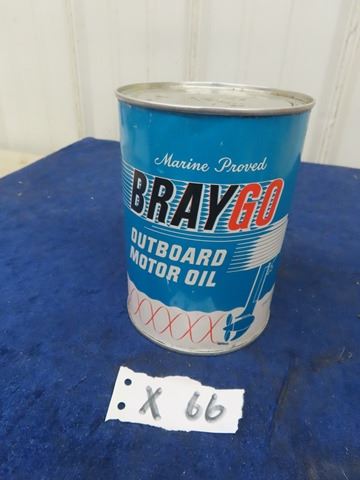 Marine Proved
BRAYGO
OUTBOARD
MOTOR OIL
X 66